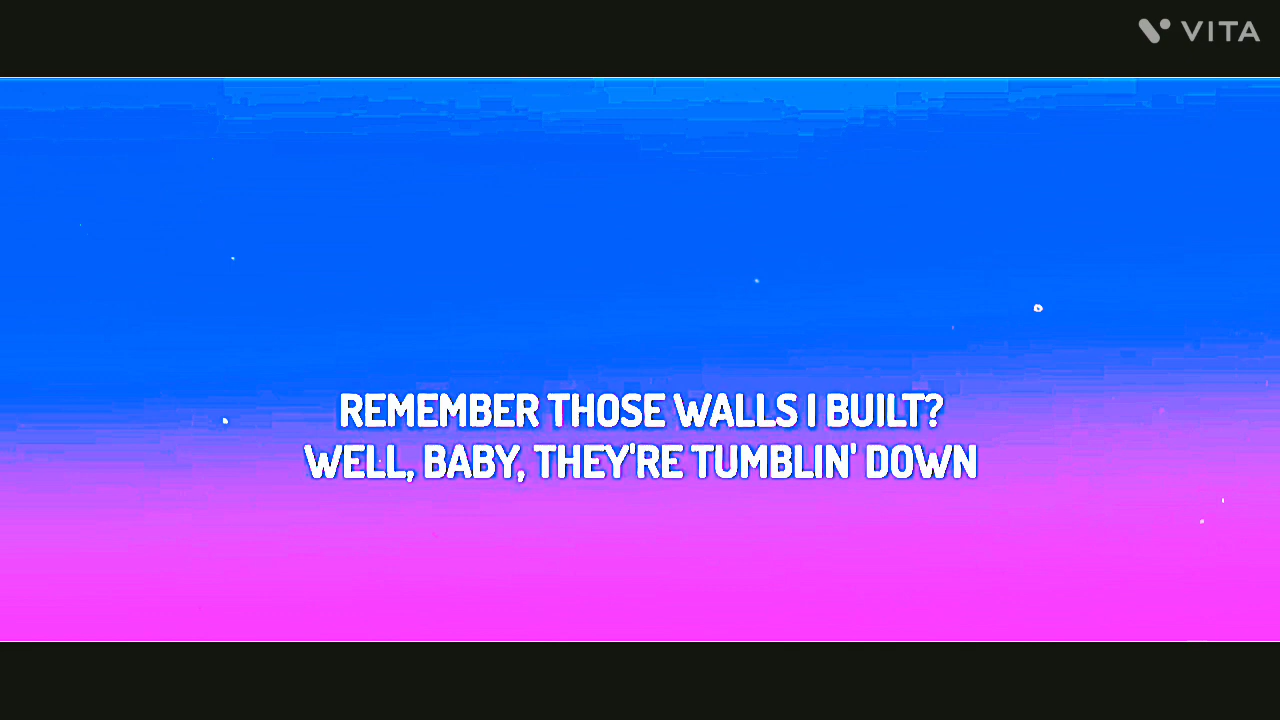 VITA
REMEMBER THOSE WALLS I BUILT?
WELL, BABY, THEY'RE TUMBLIN' DOWN